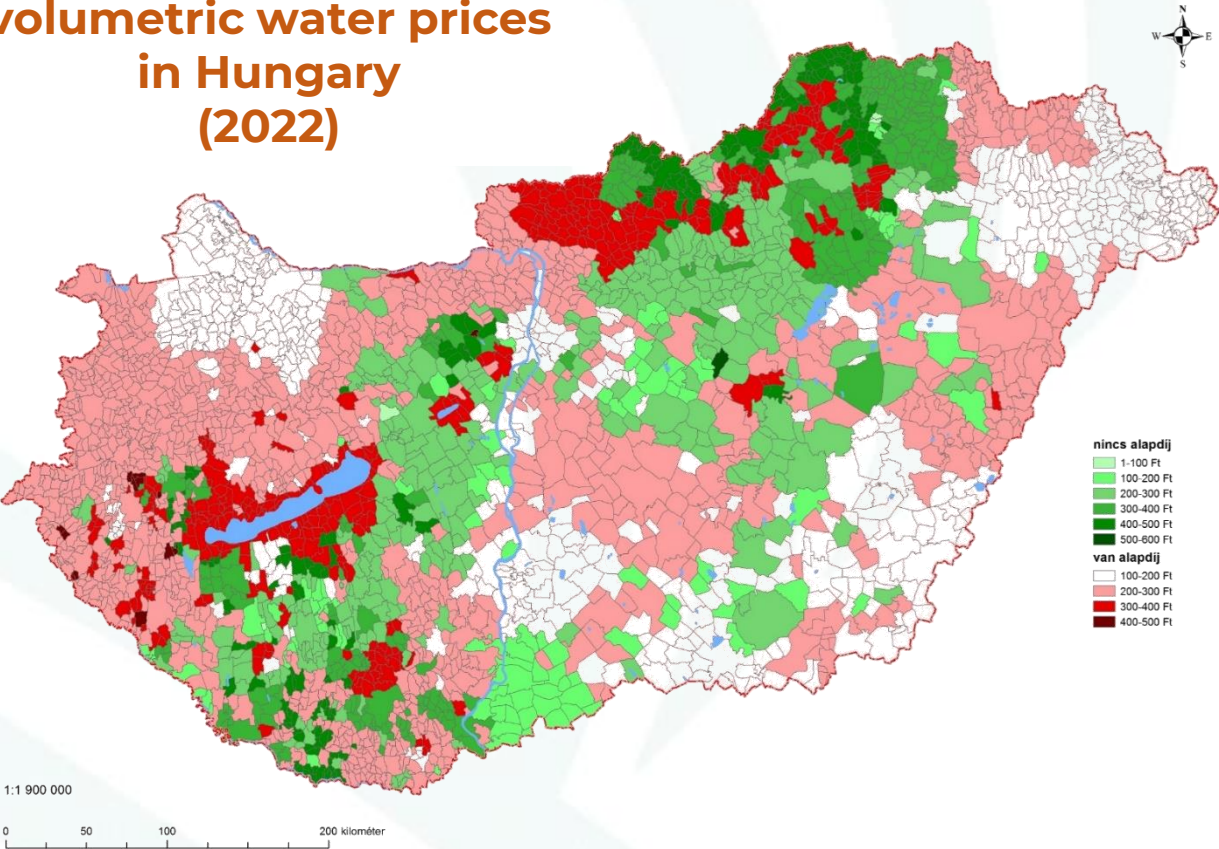 volumetric water prices
in Hungary
(2022)
N
W
E
S
nincs alapdíj
1-100 Ft
100-200 Ft
200-300 Ft
300-400 Ft
400-500 Ft
500-600 Ft
van alapdíj
100-200 Ft
200-300 Ft
300-400 Ft
400-500 Ft
1:1 900 000
0 50 100 200 kilométer